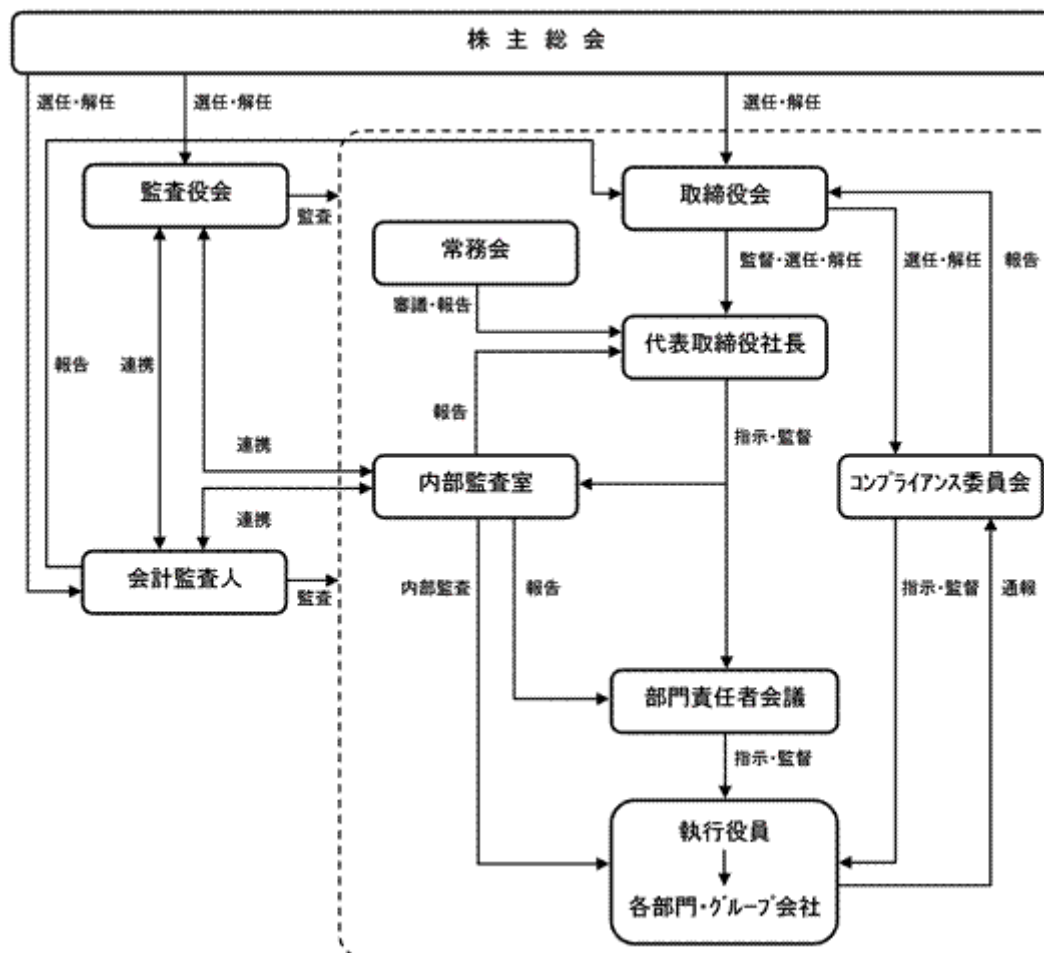 株主総会
選任・解任
選任・解任
選任・解任
監査役会
監査
取締役会
常務会
監督・選任・解任
選任・解任
報告
審議・報告
代表取締役社長
報告
連携
報告
指示・監督
連携
内部監査室
コンプライアンス委員会
連携
会計監査人
監査
内部監査
報告
指示・監督
通報
部門責任者会議
指示・監督
執行役員
各部門・グループ会社